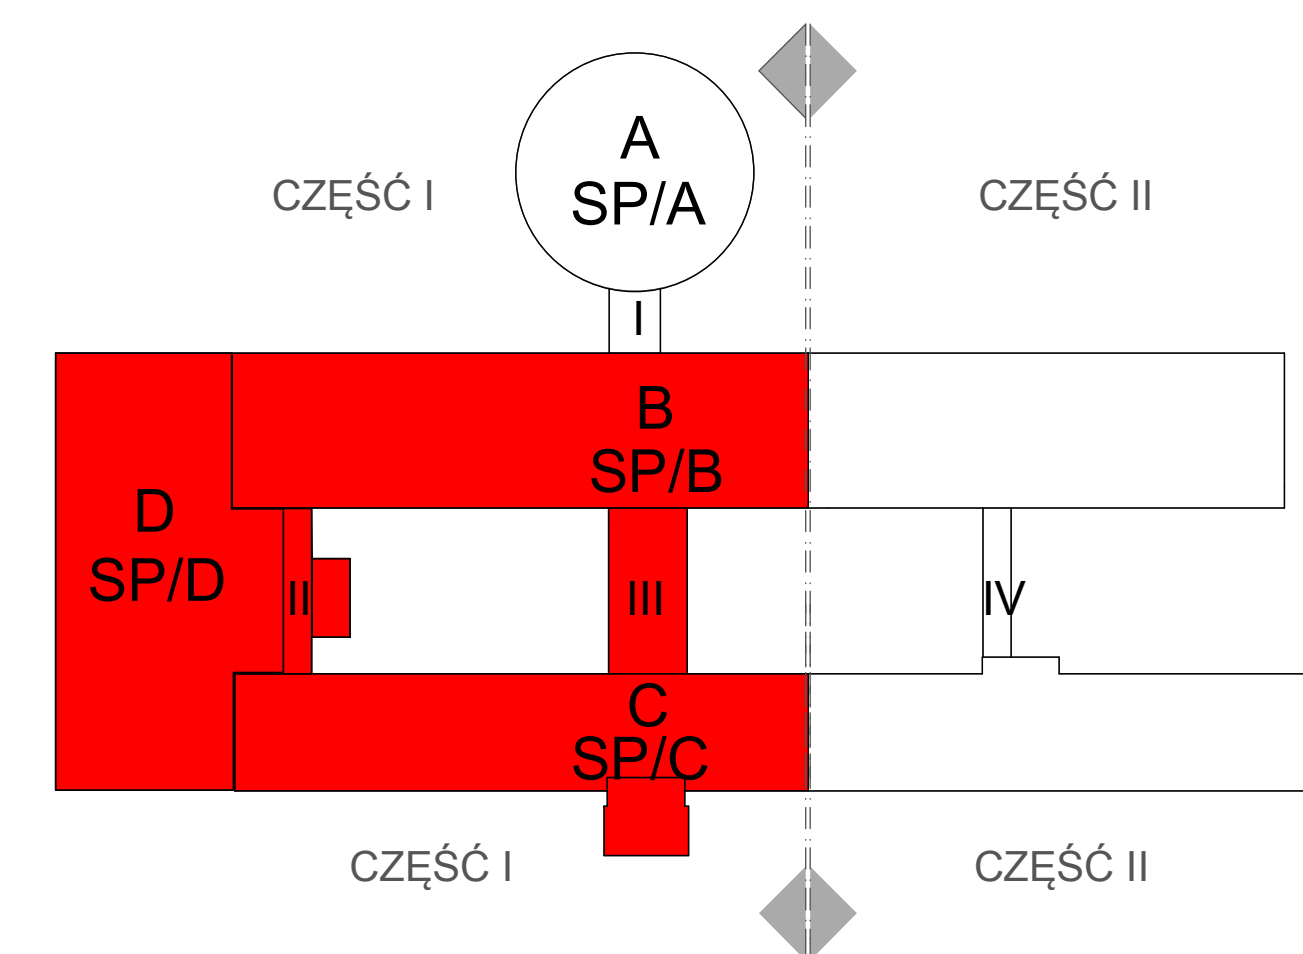 A
SP/A
CZĘŚĆ I
CZĘŚĆ II
I
B
SP/B
D
SP/D
II
III
IV
C
SP/C
CZĘŚĆ I
CZĘŚĆ II